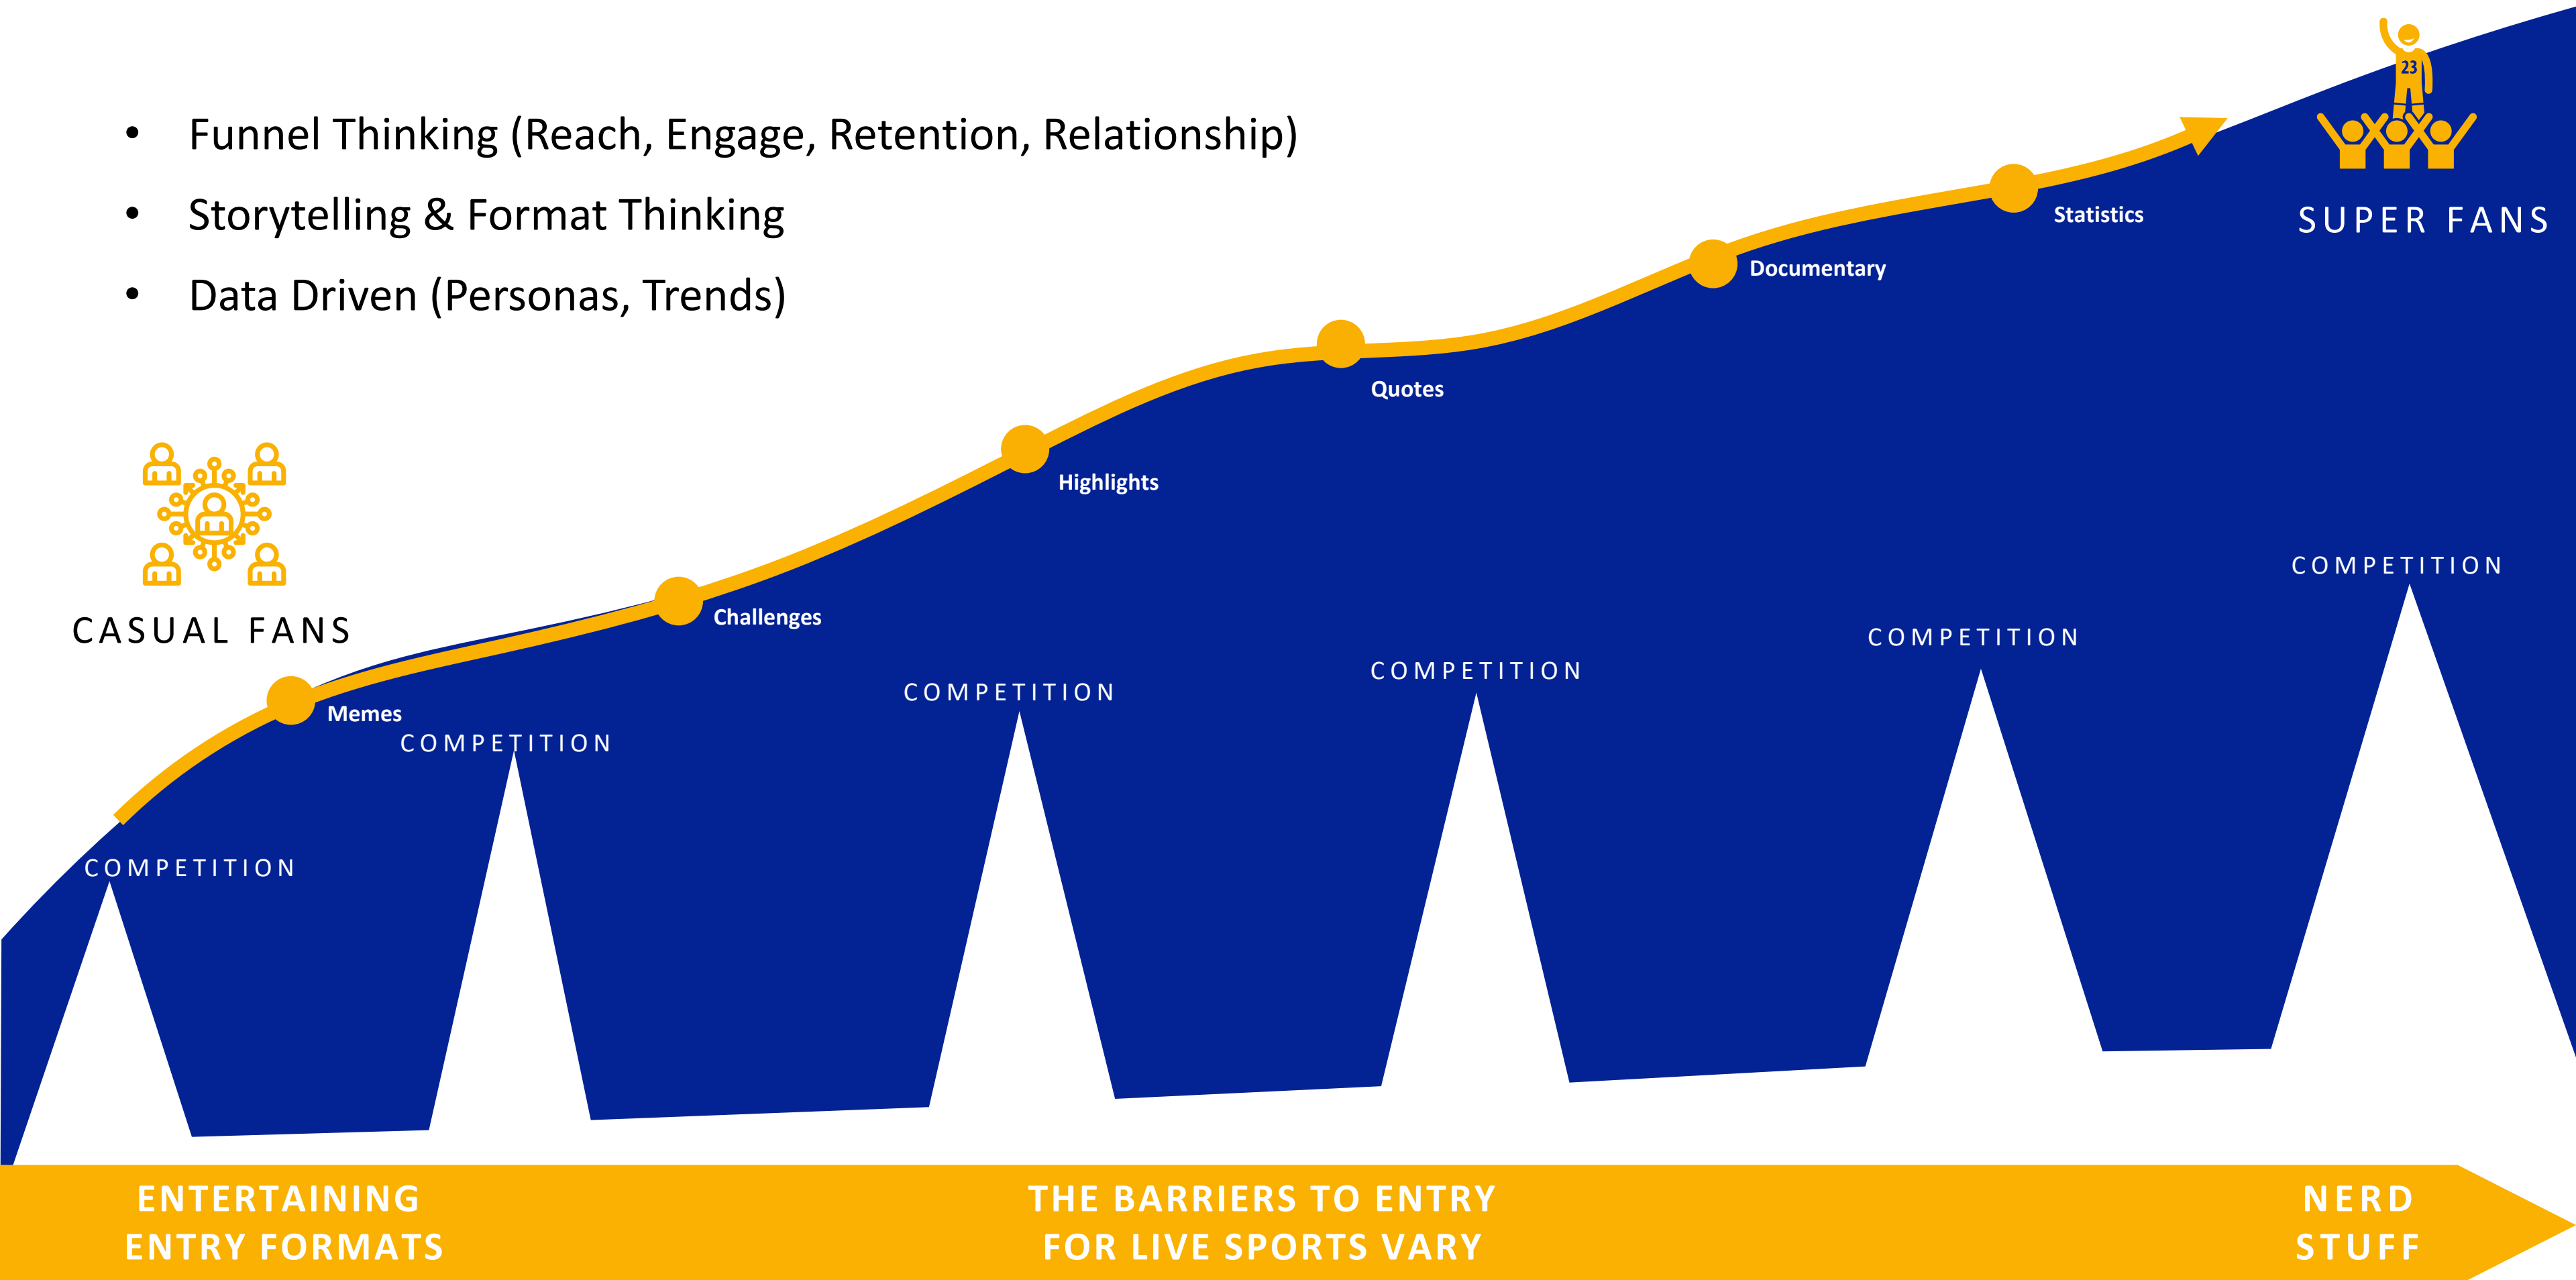 • Funnel Thinking (Reach, Engage, Retention, Relationship)
• Storytelling & Format Thinking
• Data Driven (Personas, Trends)
23
SUPER FANS
Statistics
Documentary
Quotes
Highlights
Challenges
CASUAL FANS
Memes
COMPETITION
COMPETITION
COMPETITION
COMPETITION
COMPETITION
COMPETITION
ENTERTAINING
ENTRY FORMATS
THE BARRIERS TO ENTRY
FOR LIVE SPORTS VARY
NERD
STUFF